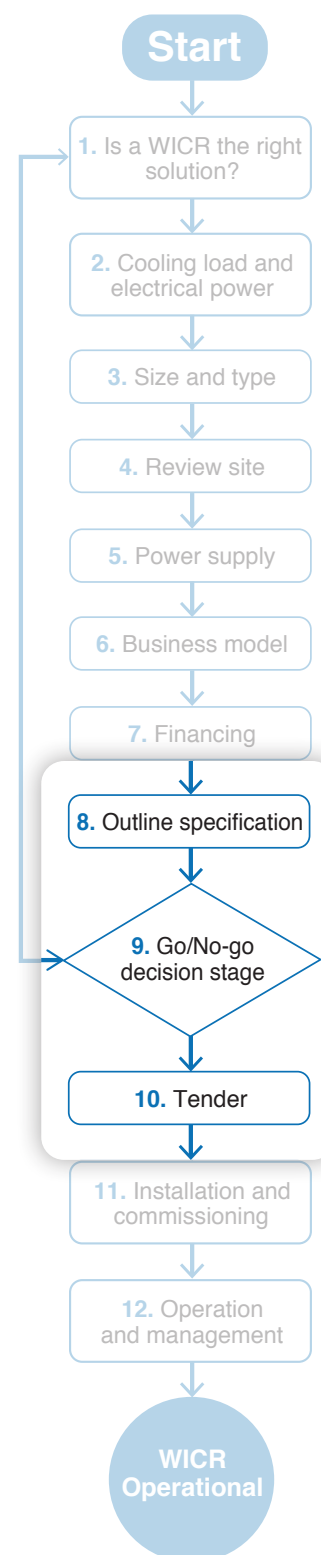 Start
1. Is a WICR the right
solution?
2. Cooling load and
electrical power
3. Size and type
4. Review site
5. Power supply
6. Business model
7. Financing
8. Outline specification
9. Go/No-go
decision stage
10. Tender
11. Installation and
commissioning
12. Operation
and management
WICR
Operational